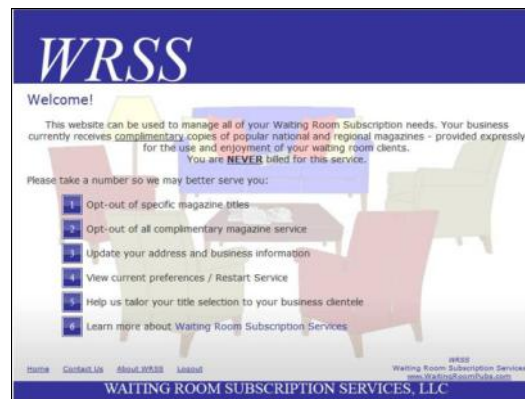 WRSS
Welcome!
This website can be used to manage all of your Waiting Room Subscription needs. Your business
currently receives complimentary copies of popular national and regional magazines - provided expressly
for the use and enjoyment of your waiting room clients.
You are NEVER billed for this service.
Please take a number so we may better serve you:
1 Opt-out of specific magazine titles
2 Opt-out of all complimentary magazine service
3 Update your address and business information
4 View current preferences / Restart Service
5 Help us tailor your title selection to your business clientele
6 Learn more about Waiting Room Subscription Services
Home Contact Us About WRSS Logout
WRSS
Waiting Room Subscription Services
www.WaitingRoomPubs.com
WAITING ROOM SUBSCRIPTION SERVICES, LLC